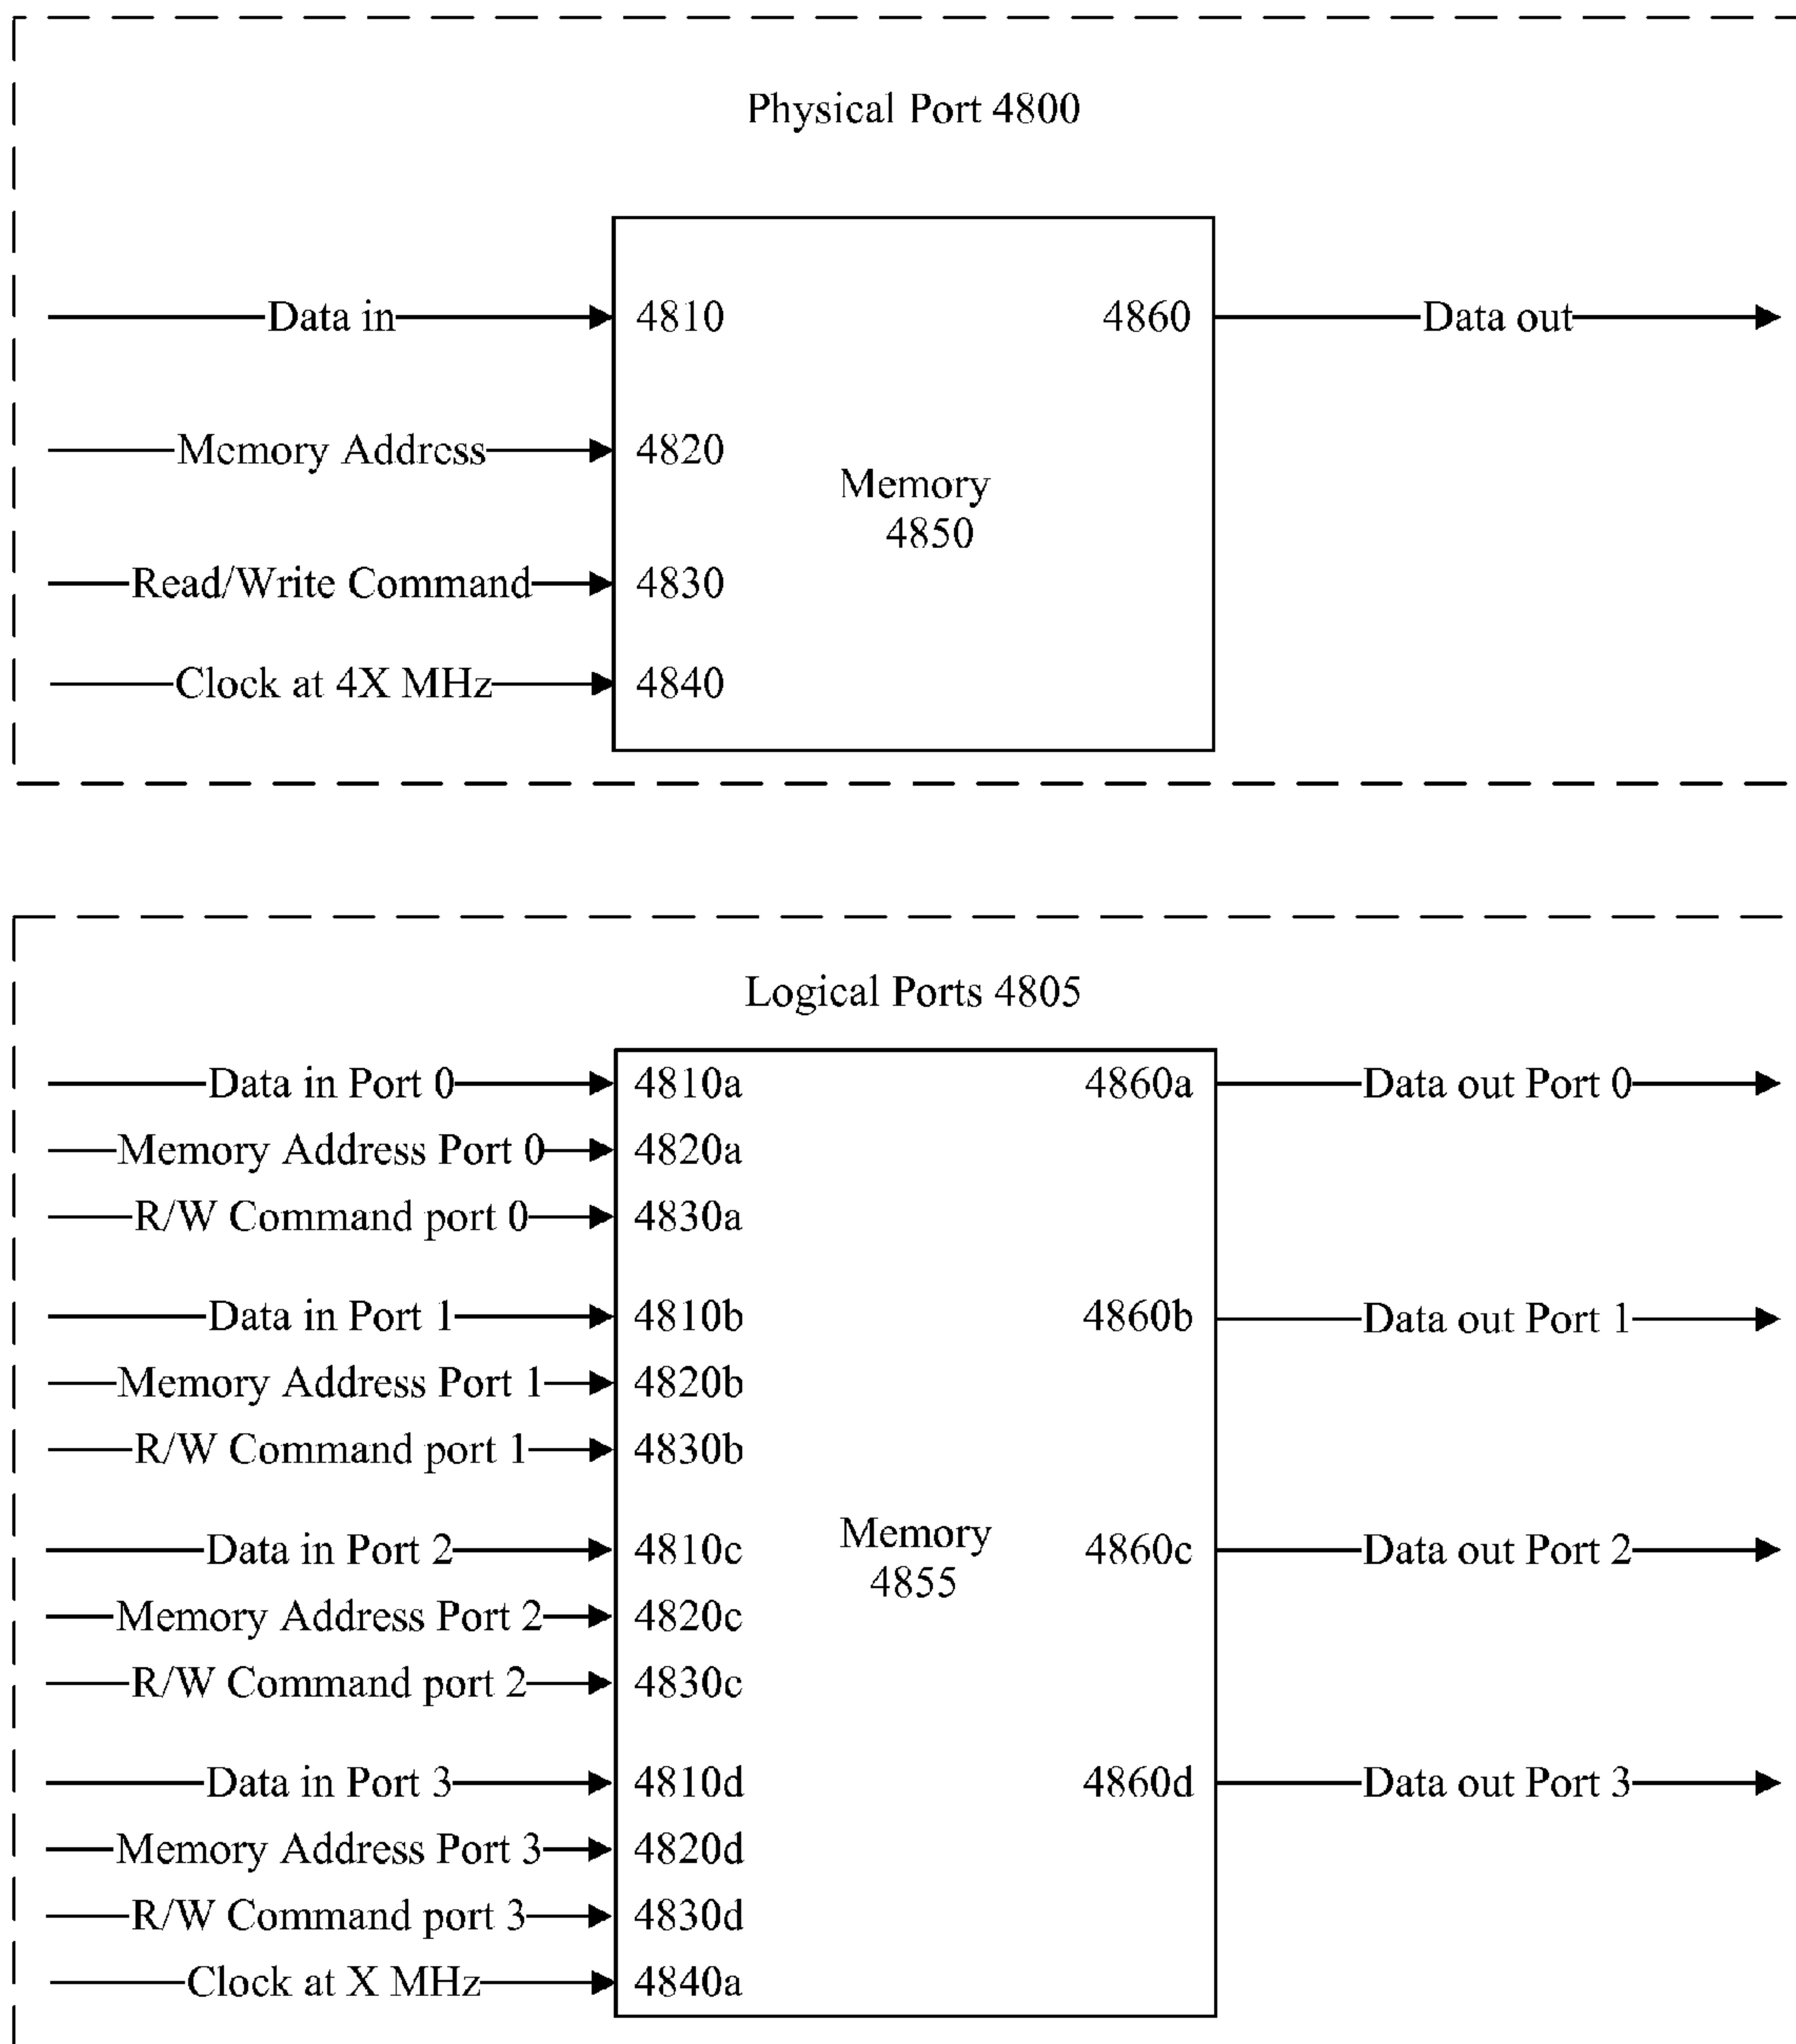 Physical Port 4800
Data in 4810 4860 Data out
Memory Address 4820
Memory
4850
Read/Write Command 4830
Clock at 4X MHz 4840
Logical Ports 4805
Data in Port 0 4810a 4860a Data out Port 0
Memory Address Port 0 4820a
R/W Command port 0 4830a
Data in Port 1 4810b 4860b Data out Port 1
Memory Address Port 1 4820b
R/W Command port 1 4830b
Data in Port 2 4810c Memory 4860c Data out Port 2
4855
Memory Address Port 2 4820c
R/W Command port 2 4830c
Data in Port 3 4810d 4860d Data out Port 3
Memory Address Port 3 4820d
R/W Command port 3 4830d
Clock at X MHz 4840a